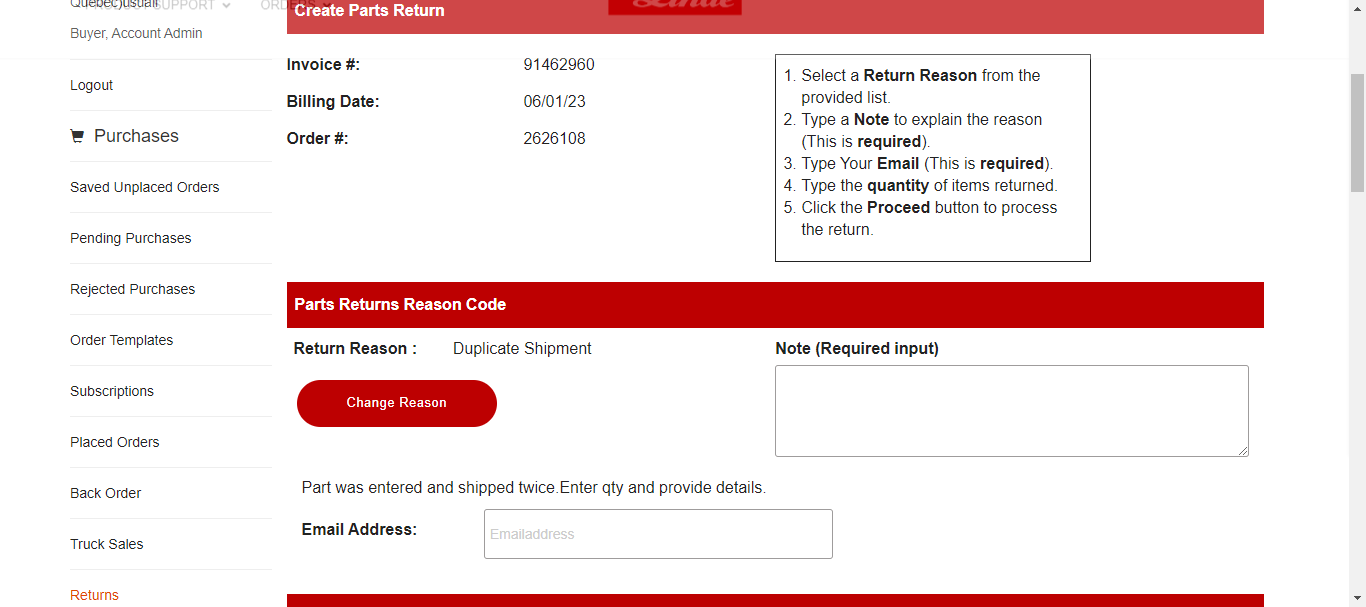 Quebec)usuall
PRODUCT SUPPORT
ORDERS
Linde
Buyer, Account Admin
Logout
Purchases
Saved Unplaced Orders
Pending Purchases
Rejected Purchases
Order Templates
Subscriptions
Placed Orders
Back Order
Truck Sales
Returns
Create Parts Return
Invoice #: 91462960
Billing Date: 06/01/23
Order #: 2626108
1. Select a Return Reason from the
provided list.
2. Type a Note to explain the reason
(This is required).
3. Type Your Email (This is required).
4. Type the quantity of items returned.
5. Click the Proceed button to process
the return.
Parts Returns Reason Code
Return Reason : Duplicate Shipment
Change Reason
Note (Required input)
Part was entered and shipped twice.Enter qty and provide details.
Email Address:
Emailaddress